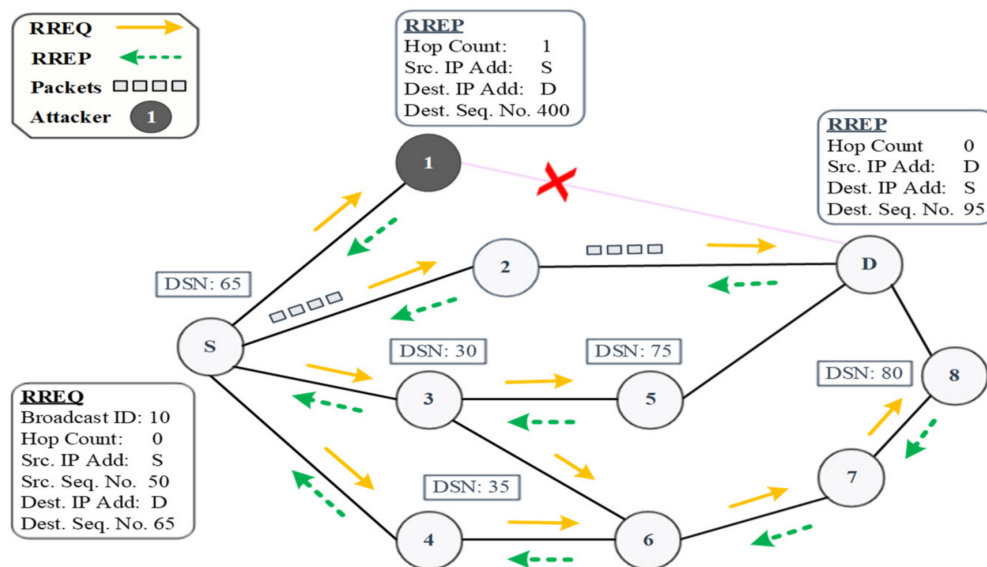 RREQ
RREP
Packets
Attacker 1
RREP
Hop Count: 1
Src. IP Add: S
Dest. IP Add: D
Dest. Seq. No. 400
RREP
Hop Count 0
Src. IP Add: D
Dest. IP Add: S
Dest. Seq. No. 95
1
2
D
DSN: 65
S
DSN: 30
DSN: 75
DSN: 80
3
5
8
RREQ
Broadcast ID: 10
Hop Count: 0
Src. IP Add: S
Src. Seq. No. 50
Dest. IP Add: D
Dest. Seq. No. 65
DSN: 35
7
4
6